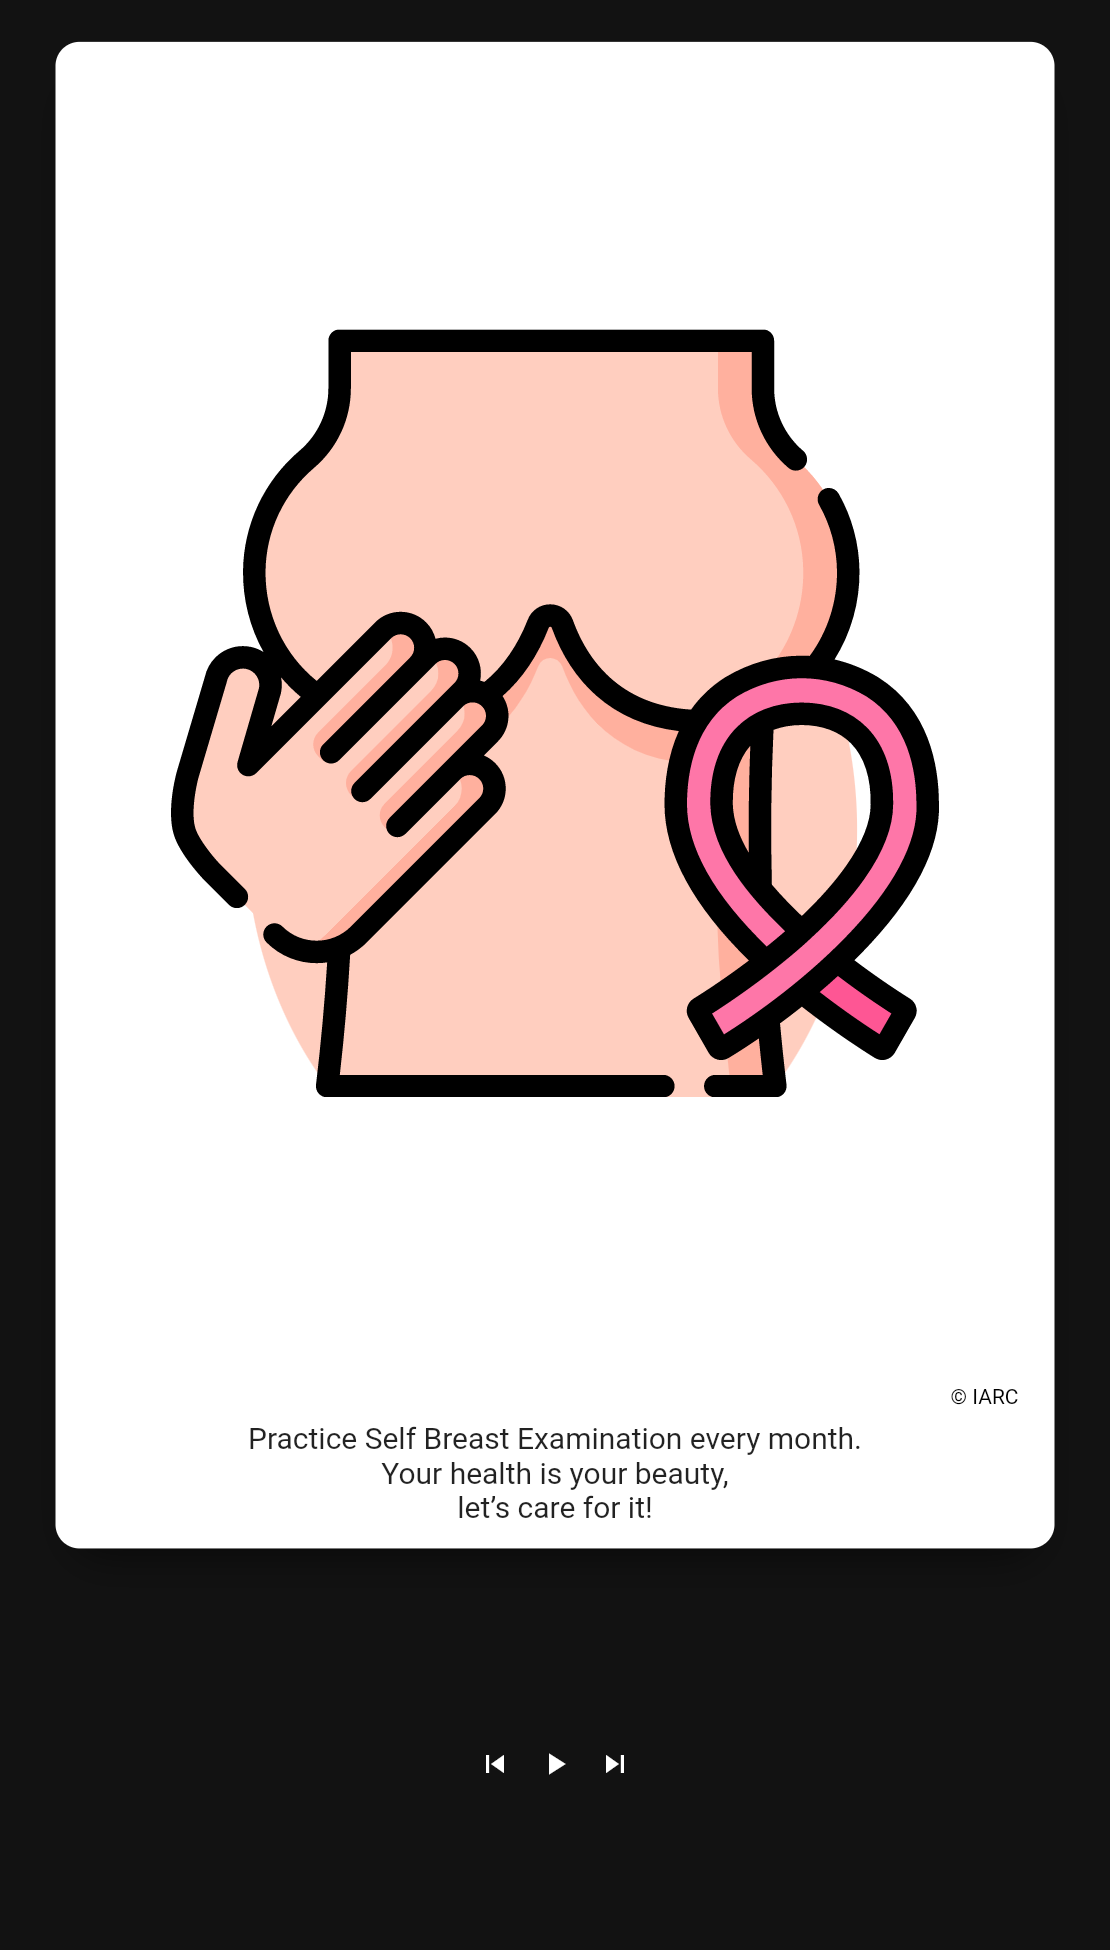 © IARC
Practice Self Breast Examination every month.
Your health is your beauty,
let’s care for it!